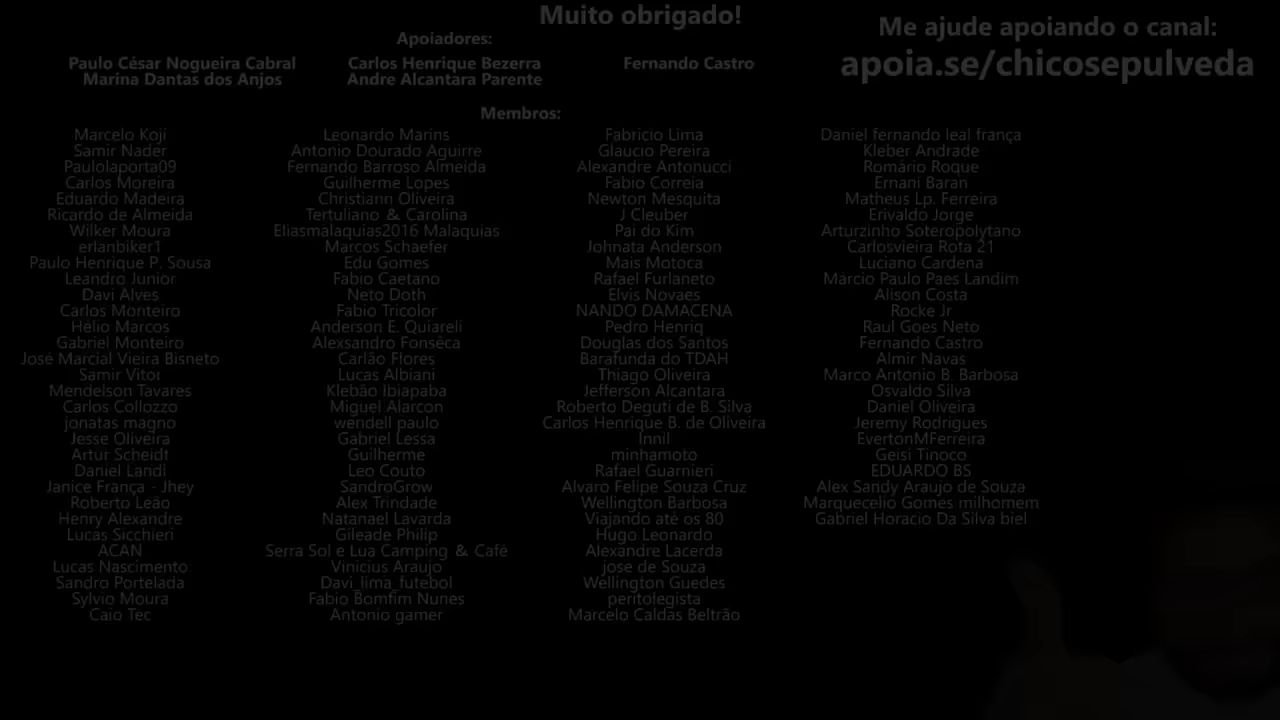 Muito obrigado!
Me ajude apoiando o canal:
apoia.se/chicosepulveda
Apoiadores:
Paulo César Nogueira Cabral
Marina Dantas dos Anjos
Carlos Henrique Bezerra
Andre Alcantara Parente
Fernando Castro
Membros:
Marcelo Koji
Samir Nader
Paulolaporta09
Carlos Moreira
Eduardo Madeira
Ricardo de Almeida
Wilker Moura
erlanbiker1
Paulo Henrique P. Sousa
Leandro Junior
Davi Alves
Carlos Monteiro
Hélio Marcos
Gabriel Monteiro
José Marcial Vieira Bisneto
Samir Vitor
Mendelson Tavares
Carlos Collozzo
jonatas magno
Jesse Oliveira
Artur Scheidt
Daniel Landi
Janice França - Jhey
Roberto Leão
Henry Alexandre
Lucas Sicchieri
ACAN
Lucas Nascimento
Sandro Portelada
Sylvio Moura
Caio Tec
Leonardo Marins
Antonio Dourado Aguirre
Fernando Barroso Almeida
Guilherme Lopes
Christiann Oliveira
Tertuliano & Carolina
Eliasmalaquias2016 Malaquias
Marcos Schaefer
Edu Gomes
Fabio Caetano
Neto Doth
Fabio Tricolor
Anderson E. Quiareli
Alexsandro Fonsêca
Carlão Flores
Lucas Albiani
Klebão Ibiapaba
Miguel Alarcon
wendell paulo
Gabriel Lessa
Guilherme
Leo Couto
SandroGrow
Alex Trindade
Natanael Lavarda
Gileade Philip
Serra Sol e Lua Camping & Café
Vinicius Araujo
Davi_lima_futebol
Fabio Bomfim Nunes
Antonio gamer
Fabricio Lima
Glaucio Pereira
Alexandre Antonucci
Fabio Correia
Newton Mesquita
J Cleuber
Pai do Kim
Johnata Anderson
Mais Motoca
Rafael Furlaneto
Elvis Novaes
NANDO DAMACENA
Pedro Henriq
Douglas dos Santos
Barafunda do TDAH
Thiago Oliveira
Jefferson Alcantara
Roberto Deguti de B. Silva
Carlos Henrique B. de Oliveira
Innil
minhamoto
Rafael Guarnieri
Alvaro Felipe Souza Cruz
Wellington Barbosa
Viajando até os 80
Hugo Leonardo
Alexandre Lacerda
jose de Souza
Wellington Guedes
peritolegista
Marcelo Caldas Beltrão
Daniel fernando leal frança
Kleber Andrade
Romário Roque
Ernani Baran
Matheus Lp. Ferreira
Erivaldo Jorge
Arturzinho Soteropolytano
Carlosvieira Rota 21
Luciano Cardena
Márcio Paulo Paes Landim
Alison Costa
Rocke Jr
Raul Goes Neto
Fernando Castro
Almir Navas
Marco Antonio B. Barbosa
Osvaldo Silva
Daniel Oliveira
Jeremy Rodrigues
EvertonMFerreira
Geisi Tinoco
EDUARDO BS
Alex Sandy Araujo de Souza
Marquecelio Gomes milhomem
Gabriel Horacio Da Silva biel